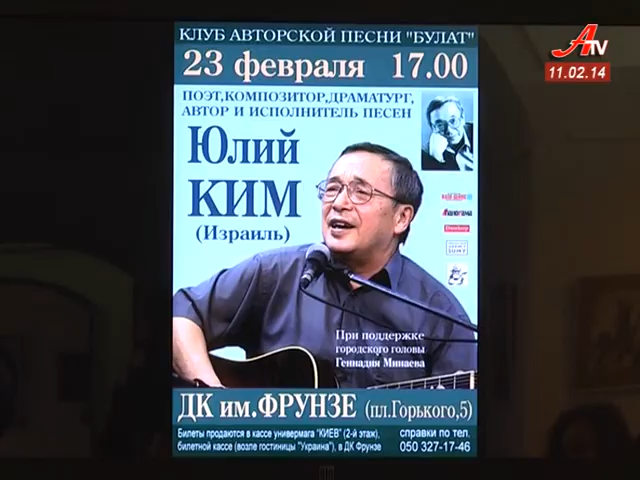 КЛУБ АВТОРСКОЙ ПЕСНИ "БУЛАТ"
ATV
11.02.14
23 февраля 17.00
ПОЭТ,КОМПОЗИТОР,ДРАМАТУРГ,
АВТОР И ИСПОЛНИТЕЛЬ ПЕСЕН
Юлий
КИМ
(Израиль)
При поддержке
городского головы
Геннадия Минаева
ДК им.ФРУНЗЕ (пл.Горького,5)
Билеты продаются в кассе универмага "КИЕВ" (2-й этаж),
билетной кассе (возле гостиницы "Украина"), в ДК Фрунзе
справки по тел.
050 327-17-46